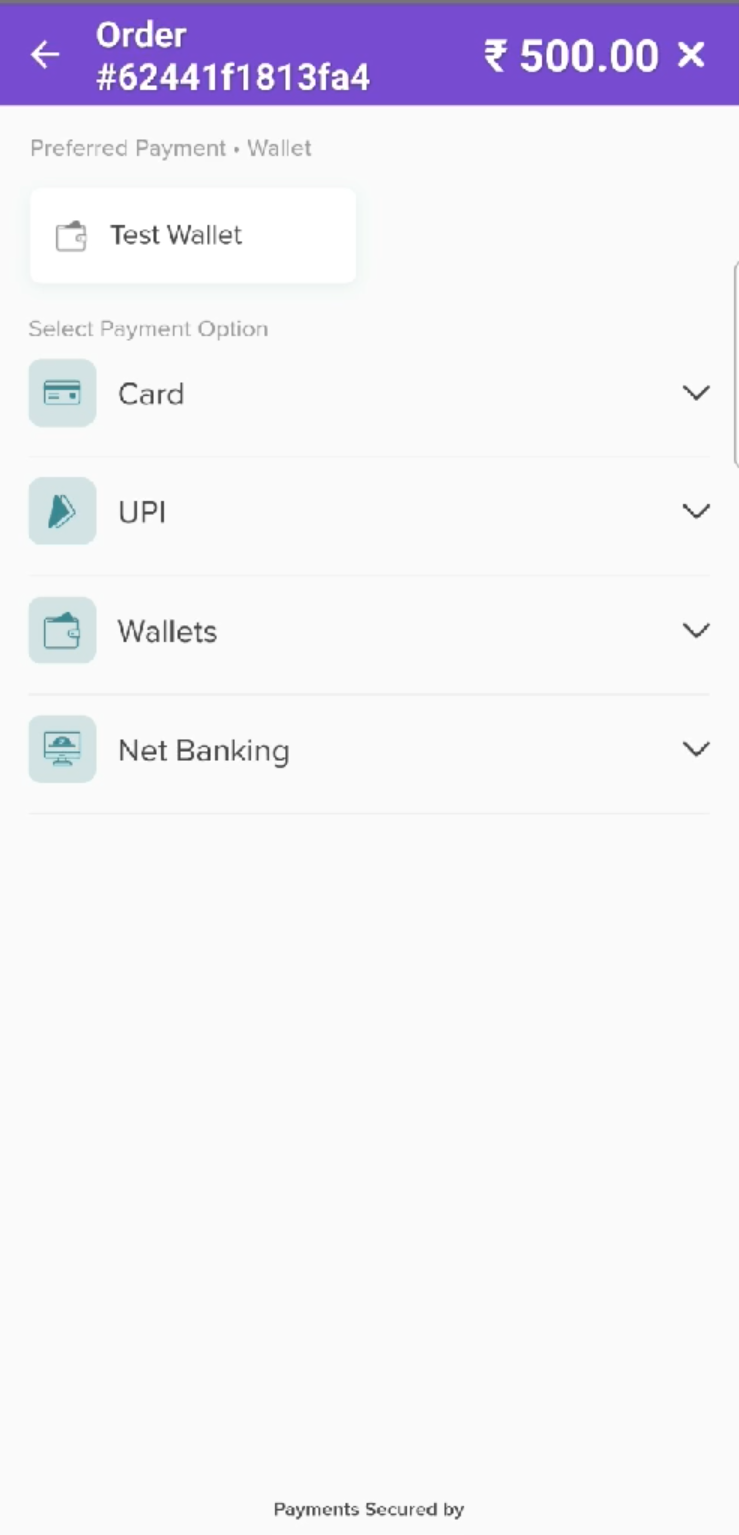 Order
#62441f1813fa4
₹ 500.00
Preferred Payment • Wallet
Test Wallet
Select Payment Option
Card
UPI
Wallets
Net Banking
Payments Secured by